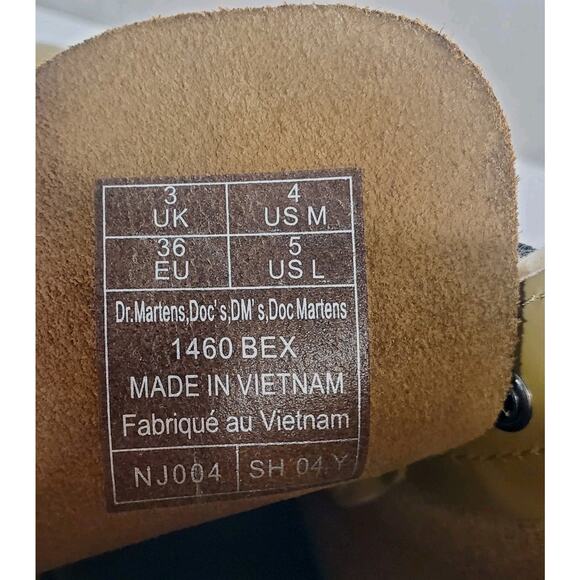 3 4
UK US M
36 5
EU US L
Dr.Martens,Doc's,DM's,Doc Martens
1460 BEX
MADE IN VIETNAM
Fabriqué au Vietnam
NJ004 SH 04 Y